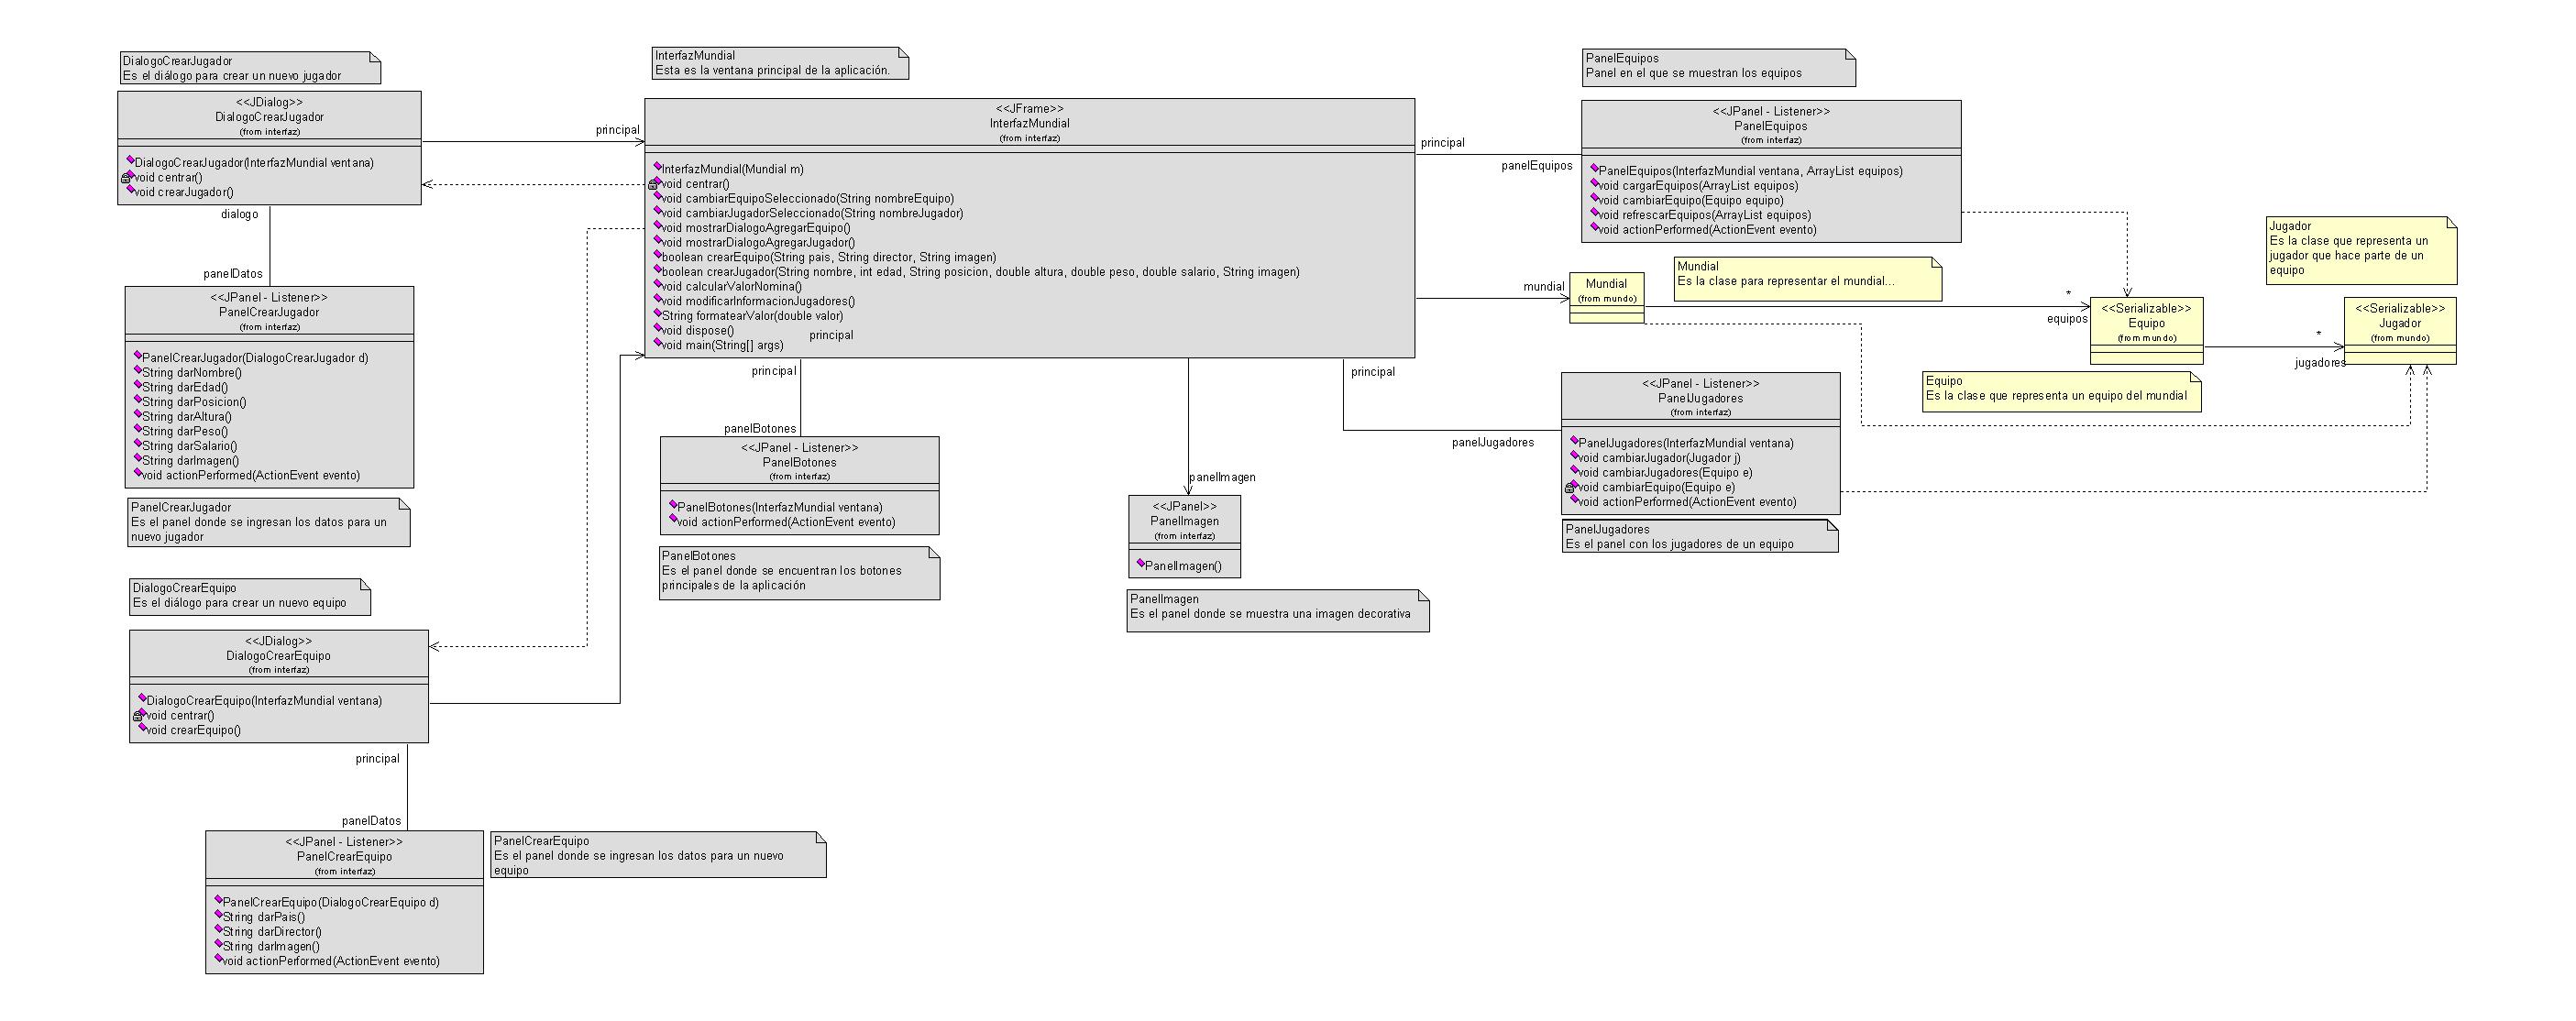 DialogoCrearJugador
Es el diálogo para crear un nuevo jugador
<<JDialog>>
DialogoCrearJugador
(from interfaz)
DialogoCrearJugador(InterfazMundial ventana)
void centrar()
void crearJugador()
dialogo
panelDatos
<<JPanel - Listener>>
PanelCrearJugador
(from interfaz)
PanelCrearJugador(DialogoCrearJugador d)
String darNombre()
String darEdad()
String darPosicion()
String darAltura()
String darPeso()
String darSalario()
String darImagen()
void actionPerformed(ActionEvent evento)
PanelCrearJugador
Es el panel donde se ingresan los datos para un
nuevo jugador
DialogoCrearEquipo
Es el diálogo para crear un nuevo equipo
<<JDialog>>
DialogoCrearEquipo
(from interfaz)
DialogoCrearEquipo(InterfazMundial ventana)
void centrar()
void crearEquipo()
principal
panelDatos
<<JPanel - Listener>>
PanelCrearEquipo
(from interfaz)
PanelCrearEquipo(DialogoCrearEquipo d)
String darPais()
String darDirector()
String darImagen()
void actionPerformed(ActionEvent evento)
PanelCrearEquipo
Es el panel donde se ingresan los datos para un nuevo
equipo
InterfazMundial
Esta es la ventana principal de la aplicación.
principal
<<JFrame>>
InterfazMundial
(from interfaz)
InterfazMundial(Mundial m)
void centrar()
void cambiarEquipoSeleccionado(String nombreEquipo)
void cambiarJugadorSeleccionado(String nombreJugador)
void mostrarDialogoAgregarEquipo()
void mostrarDialogoAgregarJugador()
boolean crearEquipo(String pais, String director, String imagen)
boolean crearJugador(String nombre, int edad, String posicion, double altura, double peso, double salario, String imagen)
void calcularValorNomina()
void modificarInformacionJugadores()
String formatearValor(double valor)
void dispose()
principal
void main(String[] args)
principal
panelBotones
<<JPanel - Listener>>
PanelBotones
(from interfaz)
PanelBotones(InterfazMundial ventana)
void actionPerformed(ActionEvent evento)
PanelBotones
Es el panel donde se encuentran los botones
principales de la aplicación
panelImagen
<<JPanel>>
PanelImagen
(from interfaz)
PanelImagen()
PanelImagen
Es el panel donde se muestra una imagen decorativa
PanelEquipos
Panel en el que se muestran los equipos
principal
panelEquipos
<<JPanel - Listener>>
PanelEquipos
(from interfaz)
PanelEquipos(InterfazMundial ventana, ArrayList equipos)
void cargarEquipos(ArrayList equipos)
void cambiarEquipo(Equipo equipo)
void refrescarEquipos(ArrayList equipos)
void actionPerformed(ActionEvent evento)
mundial
Mundial
(from mundo)
Mundial
Es la clase para representar el mundial...
*
equipos
<<Serializable>>
Equipo
(from mundo)
Equipo
Es la clase que representa un equipo del mundial
Jugador
Es la clase que representa un
jugador que hace parte de un
equipo
*
jugadores
<<Serializable>>
Jugador
(from mundo)
principal
panelJugadores
<<JPanel - Listener>>
PanelJugadores
(from interfaz)
PanelJugadores(InterfazMundial ventana)
void cambiarJugador(Jugador j)
void cambiarJugadores(Equipo e)
void cambiarEquipo(Equipo e)
void actionPerformed(ActionEvent evento)
PanelJugadores
Es el panel con los jugadores de un equipo